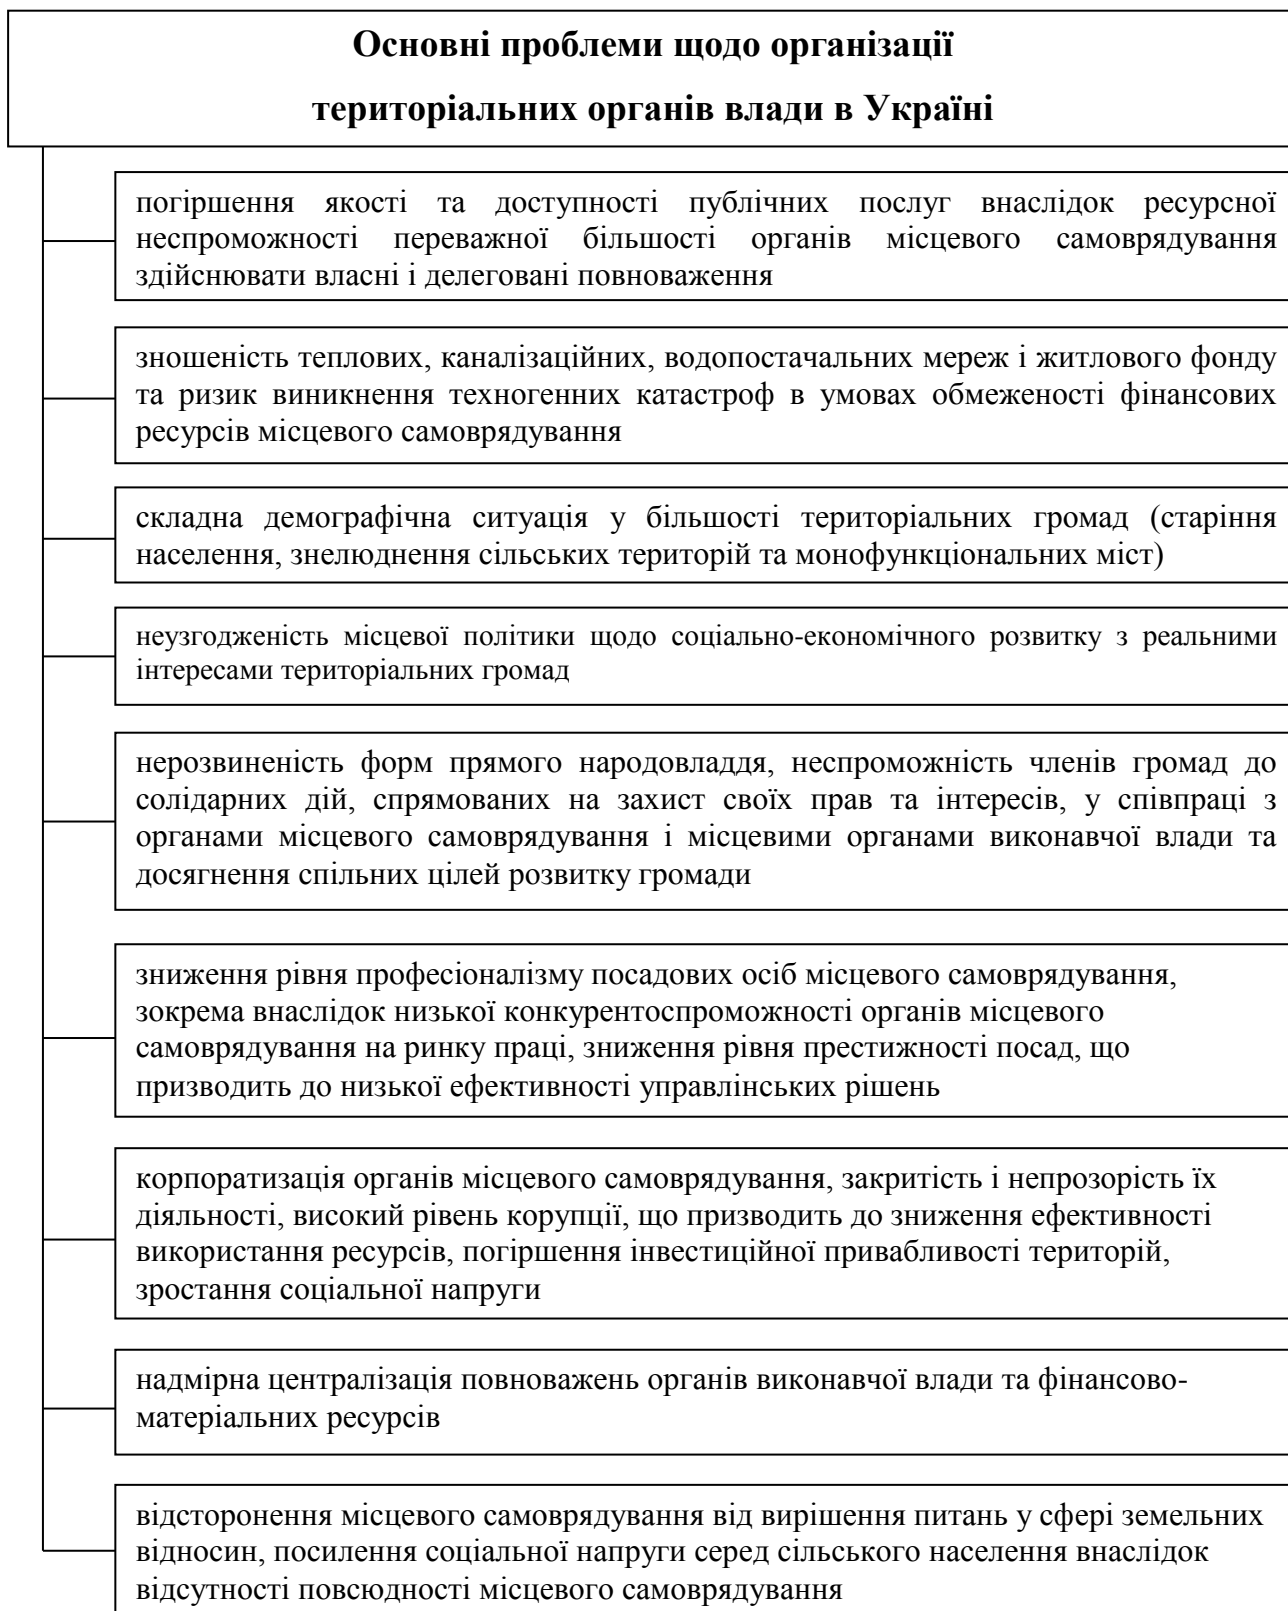 Основні проблеми щодо організації
територіальних органів влади в Україні
погіршення якості та доступності публічних послуг внаслідок ресурсної
неспроможності переважної більшості органів місцевого самоврядування
здійснювати власні і делеговані повноваження
зношеність теплових, каналізаційних, водопостачальних мереж і житлового фонду
та ризик виникнення техногенних катастроф в умовах обмеженості фінансових
ресурсів місцевого самоврядування
складна демографічна ситуація у більшості територіальних громад (старіння
населення, знелюднення сільських територій та монофункціональних міст)
неузгодженість місцевої політики щодо соціально-економічного розвитку з реальними
інтересами територіальних громад
нерозвиненість форм прямого народовладдя, неспроможність членів громад до
солідарних дій, спрямованих на захист своїх прав та інтересів, у співпраці з
органами місцевого самоврядування і місцевими органами виконавчої влади та
досягнення спільних цілей розвитку громади
зниження рівня професіоналізму посадових осіб місцевого самоврядування,
зокрема внаслідок низької конкурентоспроможності органів місцевого
самоврядування на ринку праці, зниження рівня престижності посад, що
призводить до низької ефективності управлінських рішень
корпоратизація органів місцевого самоврядування, закритість і непрозорість їх
діяльності, високий рівень корупції, що призводить до зниження ефективності
використання ресурсів, погіршення інвестиційної привабливості територій,
зростання соціальної напруги
надмірна централізація повноважень органів виконавчої влади та фінансово-
матеріальних ресурсів
відсторонення місцевого самоврядування від вирішення питань у сфері земельних
відносин, посилення соціальної напруги серед сільського населення внаслідок
відсутності повсюдності місцевого самоврядування